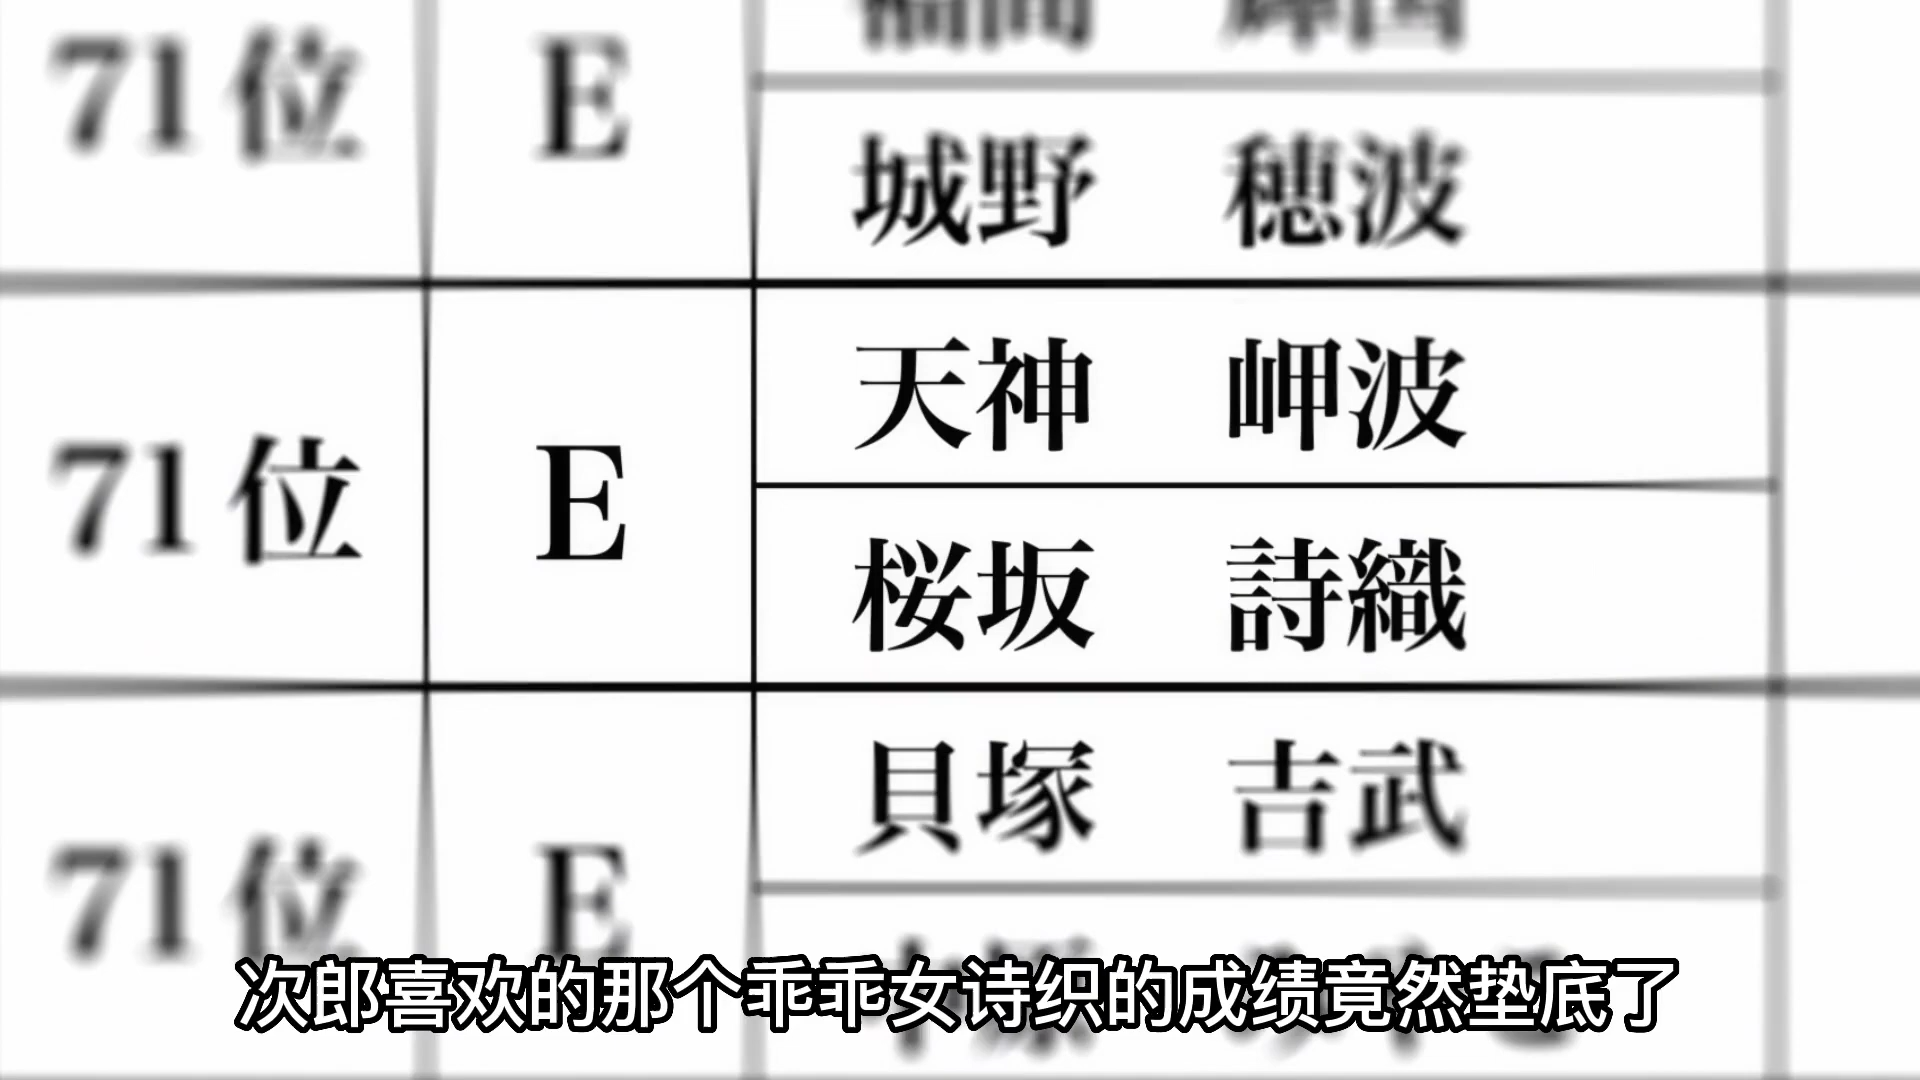 71位 E
城野 穂波
71位 E
天神 岬波
桜坂 詩織
71位 E
貝塚 吉武
次郎喜欢的那个乖乖女诗织的成绩竟然垫底了